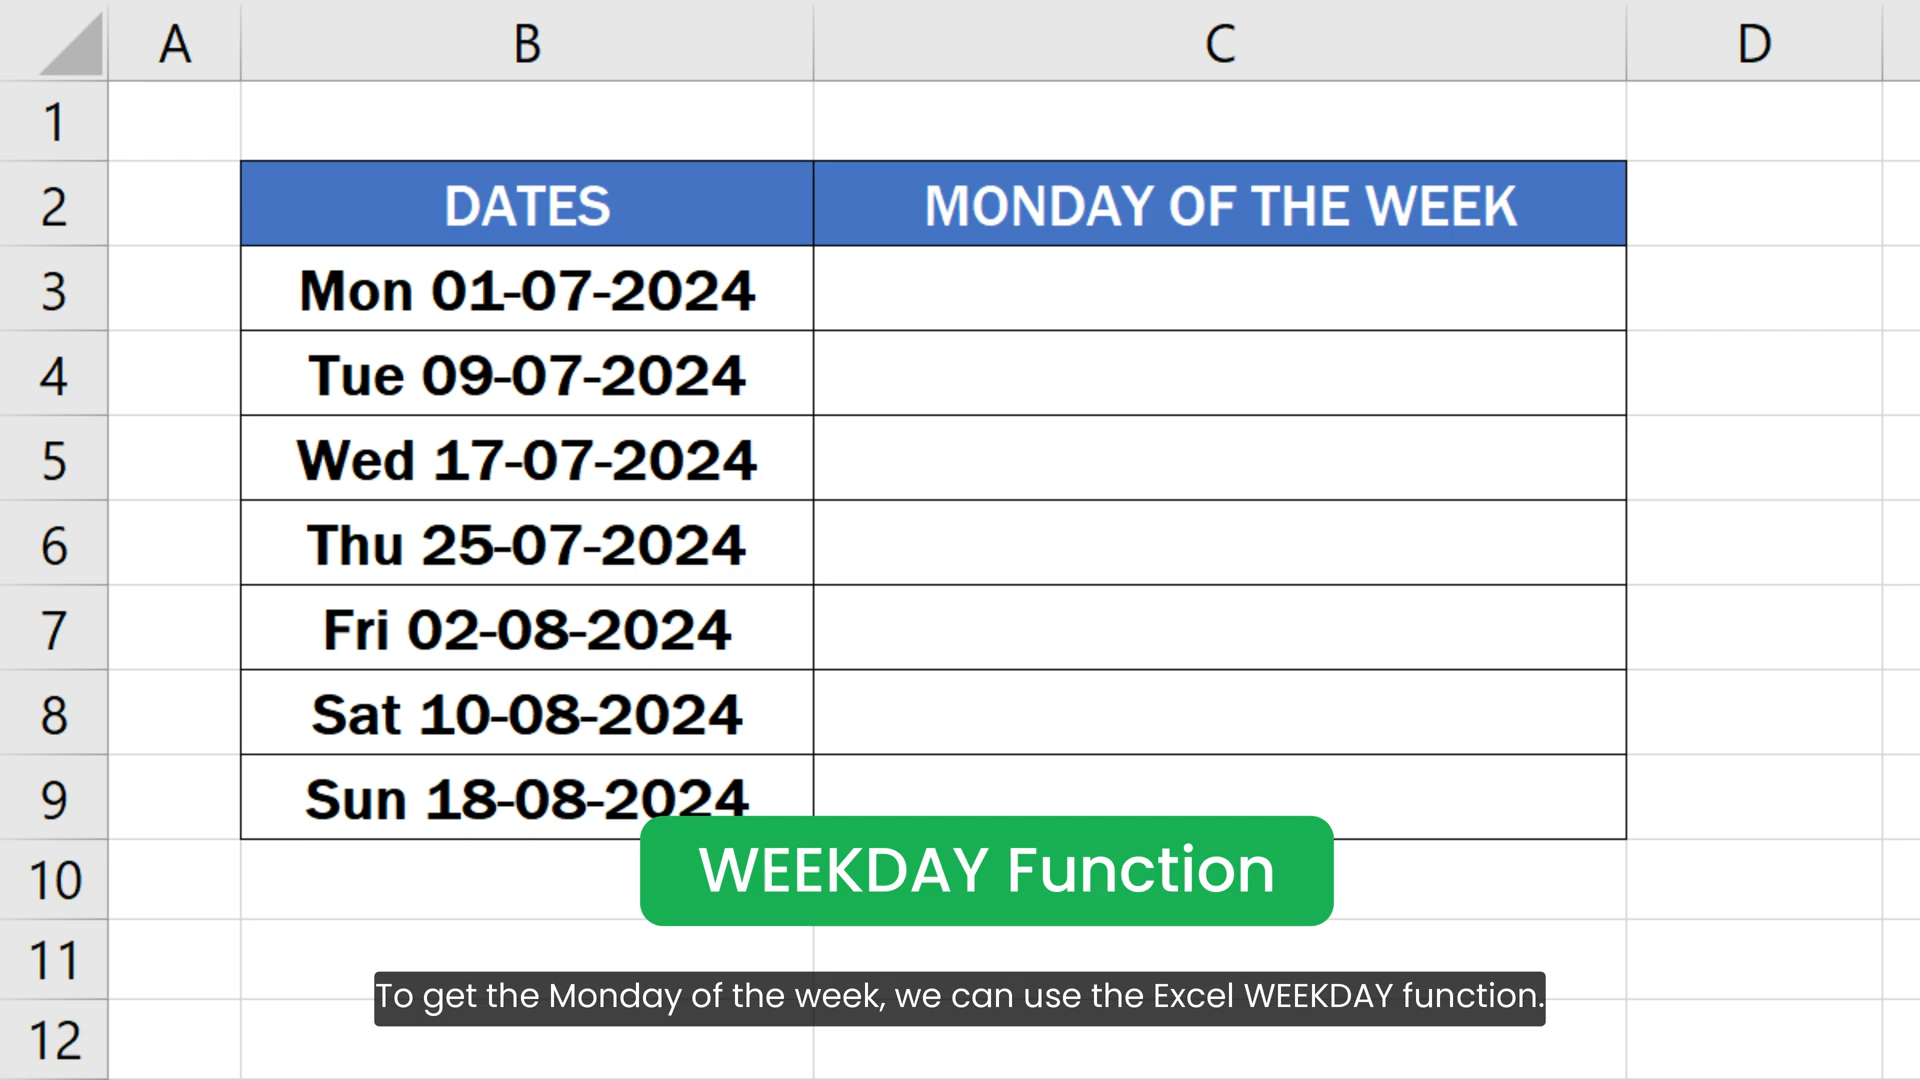 A B C D
1
2 DATES MONDAY OF THE WEEK
3 Mon 01-07-2024
4 Tue 09-07-2024
5 Wed 17-07-2024
6 Thu 25-07-2024
7 Fri 02-08-2024
8 Sat 10-08-2024
9 Sun 18-08-2024
10 WEEKDAY Function
11
To get the Monday of the week, we can use the Excel WEEKDAY function.
12